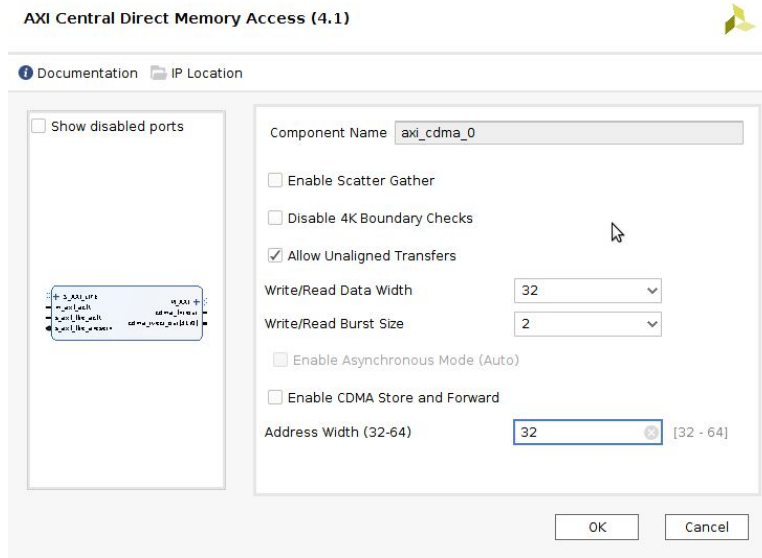 AXI Central Direct Memory Access (4.1)
Documentation IP Location
Show disabled ports
Component Name axi_cdma_0
Enable Scatter Gather
Disable 4K Boundary Checks
Allow Unaligned Transfers
Write/Read Data Width 32
Write/Read Burst Size 2
Enable Asynchronous Mode (Auto)
Enable CDMA Store and Forward
Address Width (32-64) 32 [32 - 64]
OK Cancel